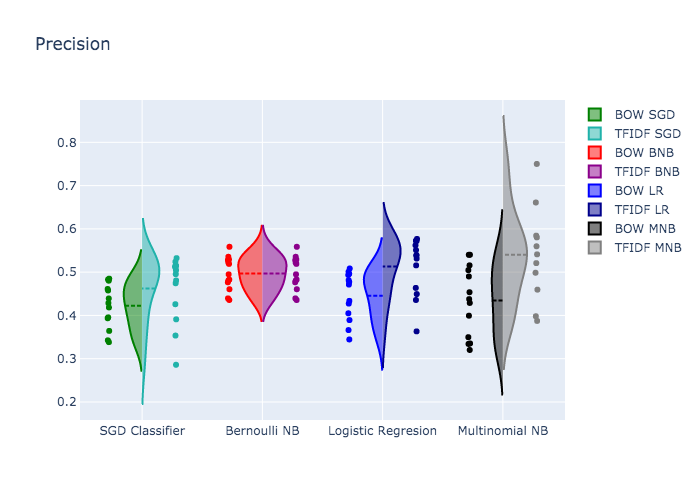 Precision
0.8
0.7
0.6
0.5
0.4
0.3
0.2
SGD Classifier
Bernoulli NB
Logistic Regresion
Multinomial NB
BOW SGD
TFIDF SGD
BOW BNB
TFIDF BNB
BOW LR
TFIDF LR
BOW MNB
TFIDF MNB